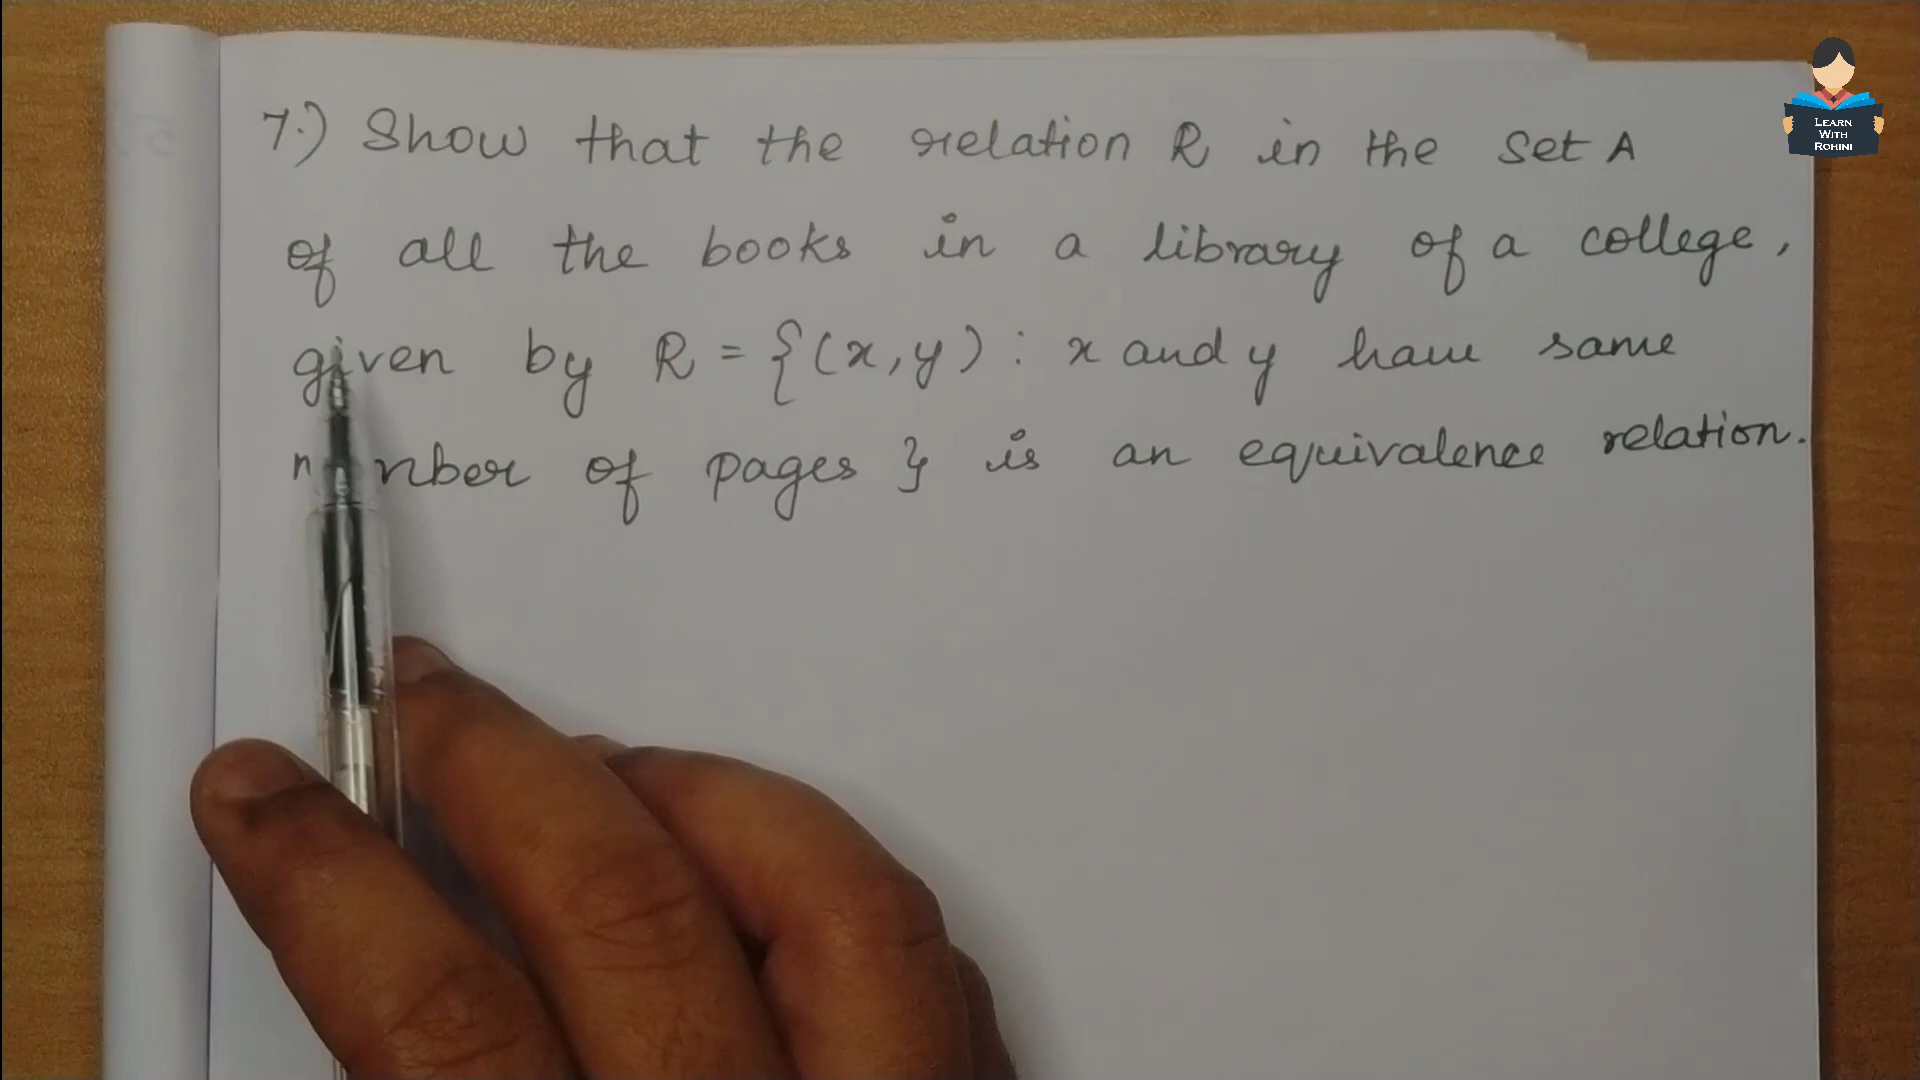 7.) Show that the relation R in the set A
of all the books in a library of a college,
given by R = {(x, y) : x and y have same
number of pages } is an equivalence relation.
LEARN
WITH
ROHINI